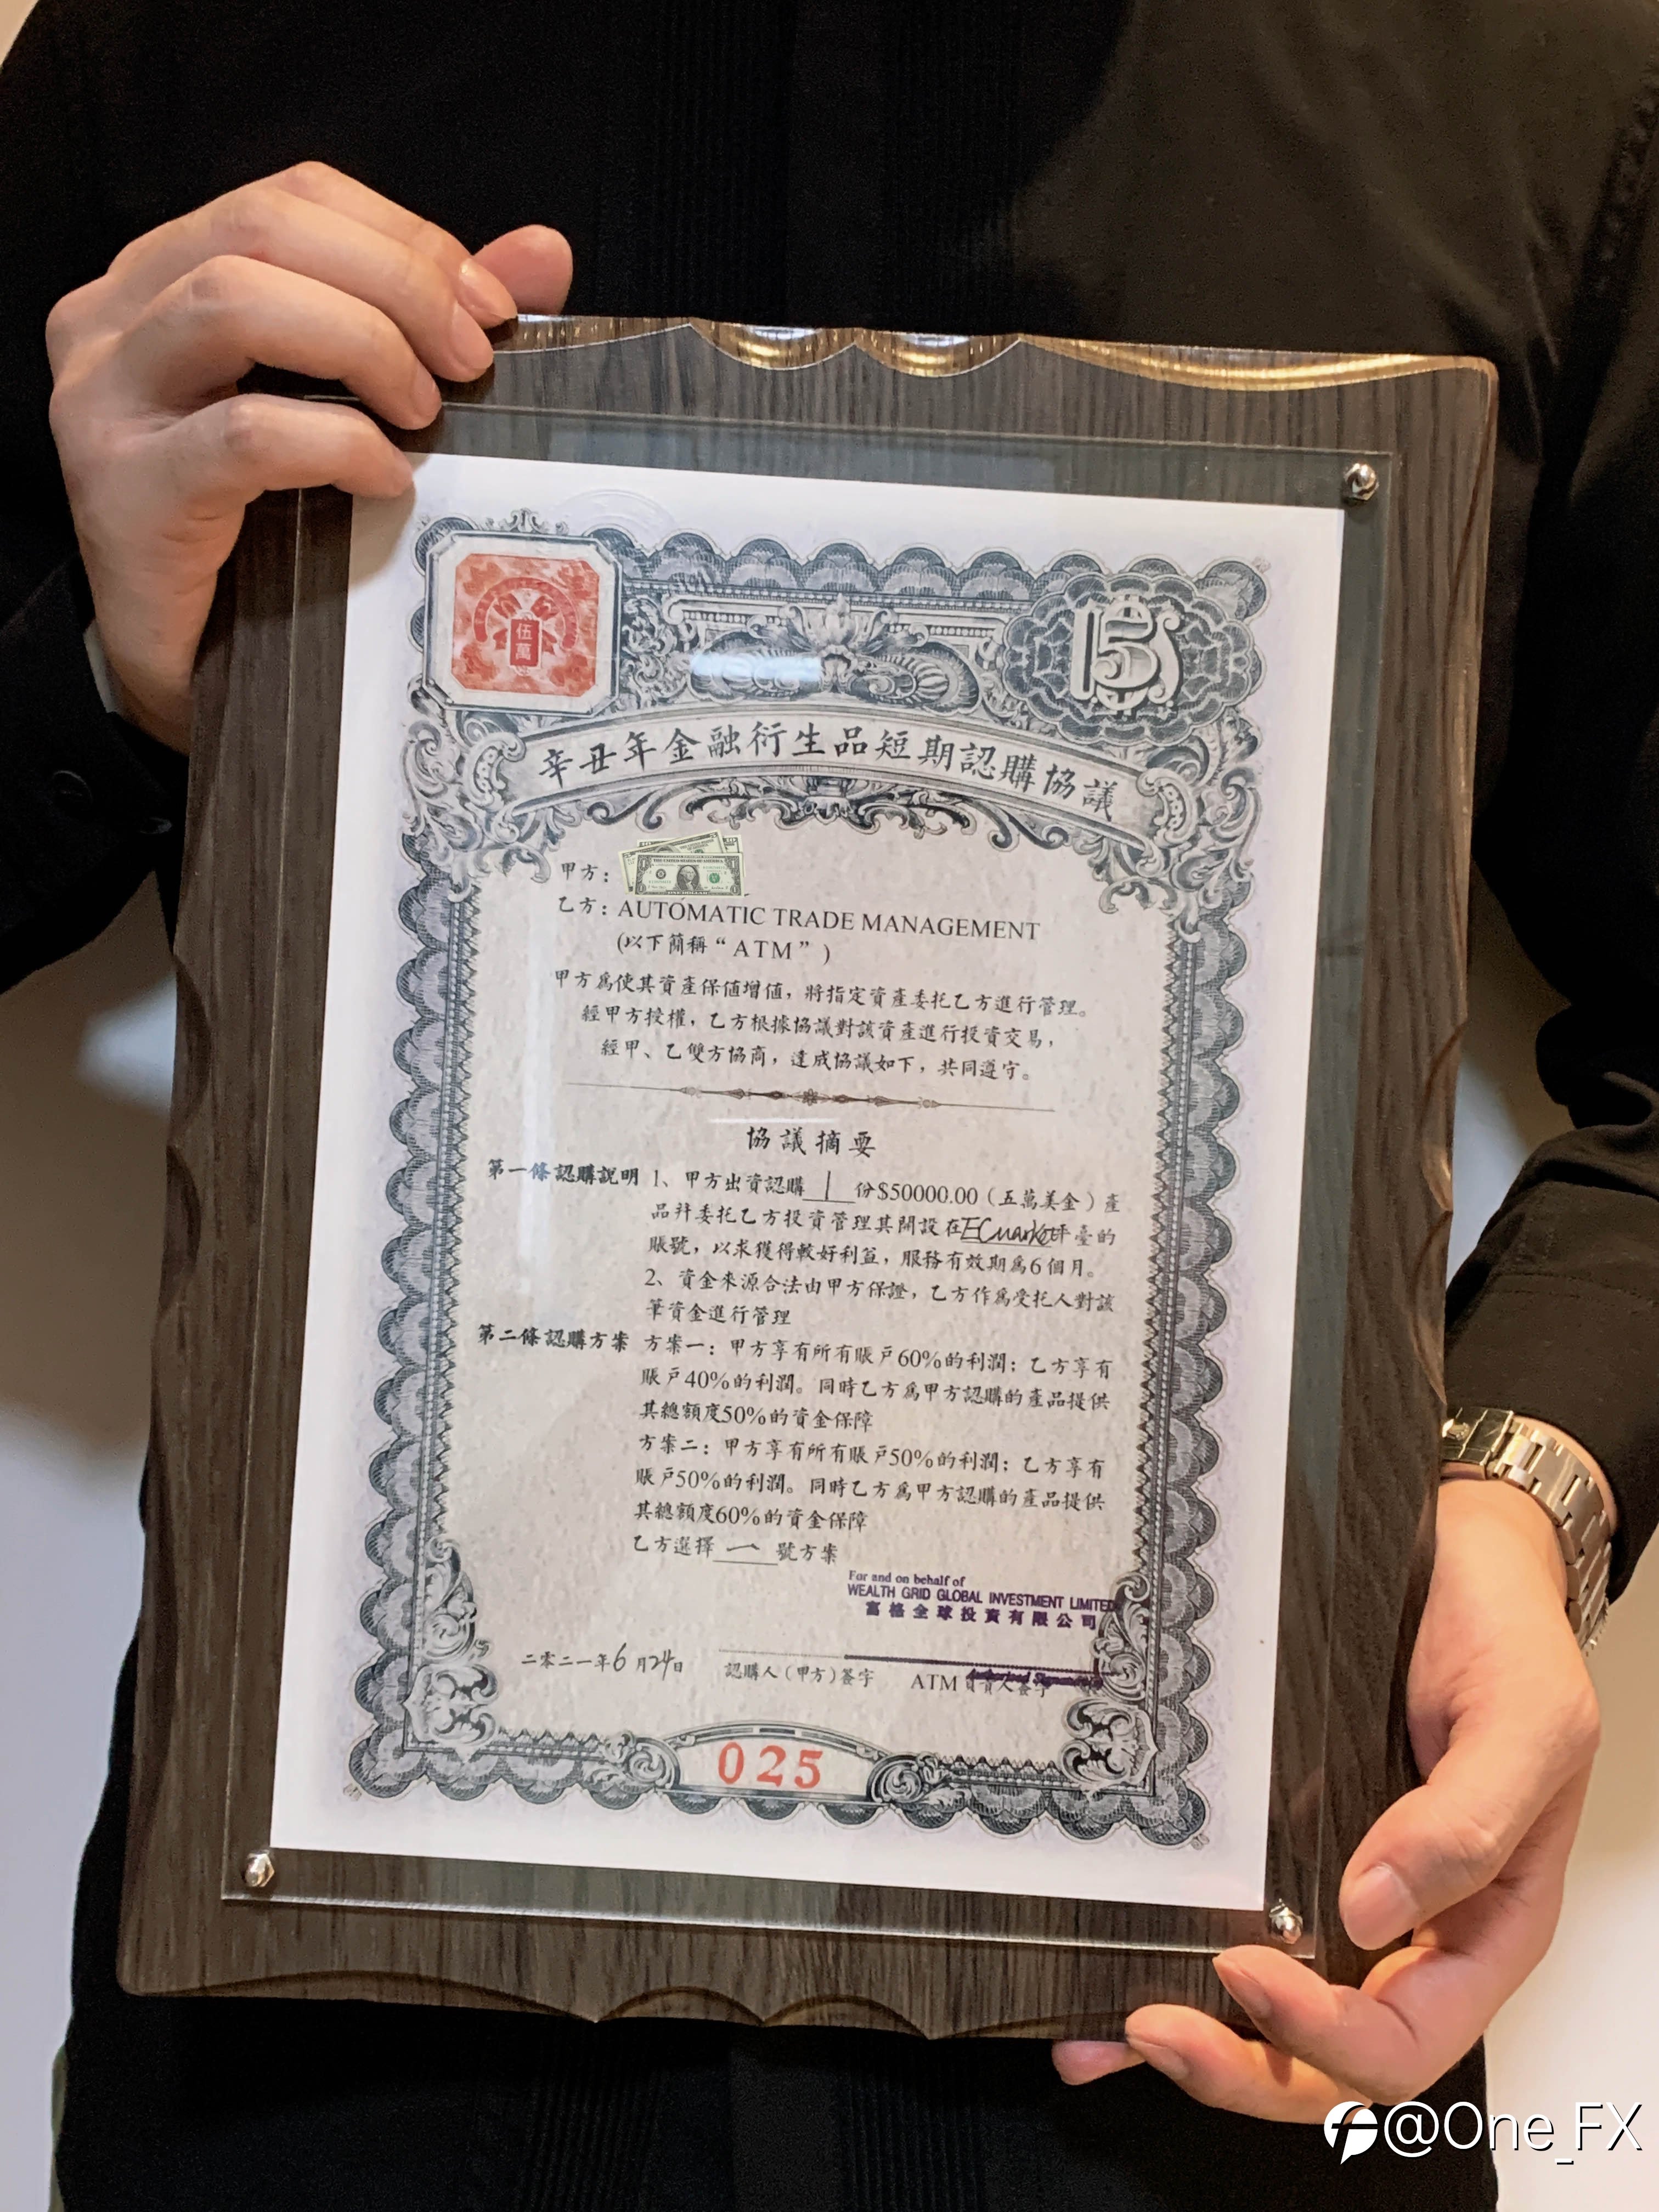 伍萬
5
辛丑年金融衍生品短期認購協議
甲方：
乙方：AUTOMATIC TRADE MANAGEMENT
(以下簡稱“ATM”)
甲方爲使其資產保值增值，將指定資產委托乙方進行管理。
經甲方授權，乙方根據協議對該資產進行投資交易，
經甲、乙雙方協商，達成協議如下，共同遵守。
協議摘要
第一條認購說明 1、甲方出資認購 1 份$50000.00（五萬美金）產
品幷委托乙方投資管理其開設在ECmarket平臺的
賬號，以求獲得較好利益，服務有效期爲6個月。
2、資金來源合法由甲方保證，乙方作爲受托人對該
筆資金進行管理
第二條認購方案 方案一：甲方享有所有賬戶60%的利潤；乙方享有
賬戶40%的利潤。同時乙方爲甲方認購的產品提供
其總額度50%的資金保障
方案二：甲方享有所有賬戶50%的利潤；乙方享有
賬戶50%的利潤。同時乙方爲甲方認購的產品提供
其總額度60%的資金保障
乙方選擇 一 號方案
For and on behalf of
WEALTH GRID GLOBAL INVESTMENT LIMITED
富格全球投資有限公司
二零二一年6月24日 認購人（甲方）簽字 ATM負責人簽字
025
@One_FX